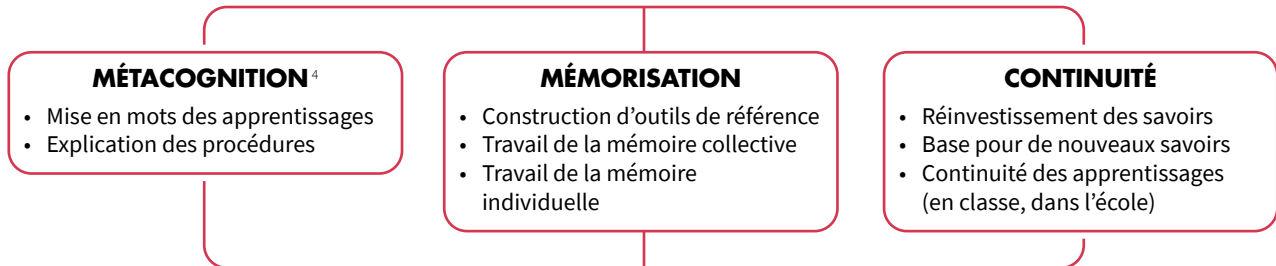 MÉTACOGNITION 4
• Mise en mots des apprentissages
• Explication des procédures
MÉMORISATION
• Construction d’outils de référence
• Travail de la mémoire collective
• Travail de la mémoire
individuelle
CONTINUITÉ
• Réinvestissement des savoirs
• Base pour de nouveaux savoirs
• Continuité des apprentissages
(en classe, dans l’école)